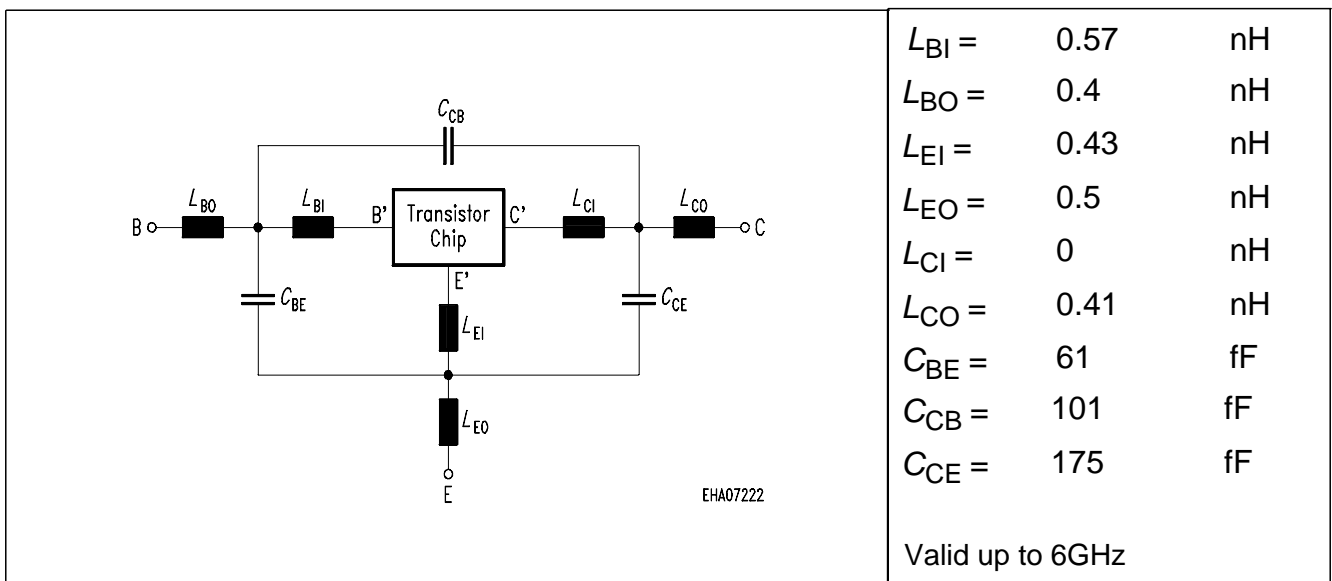 C_CB
L_BO
L_BI
B'
Transistor
Chip
C'
L_CI
L_CO
B
C
E'
C_BE
C_CE
L_EI
L_EO
E
EHA07222
L_BI = 0.57 nH
L_BO = 0.4 nH
L_EI = 0.43 nH
L_EO = 0.5 nH
L_CI = 0 nH
L_CO = 0.41 nH
C_BE = 61 fF
C_CB = 101 fF
C_CE = 175 fF
Valid up to 6GHz